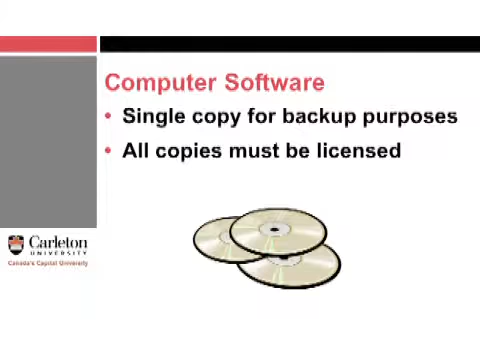 Computer Software
• Single copy for backup purposes
• All copies must be licensed
Carleton
UNIVERSITY
Canada's Capital University